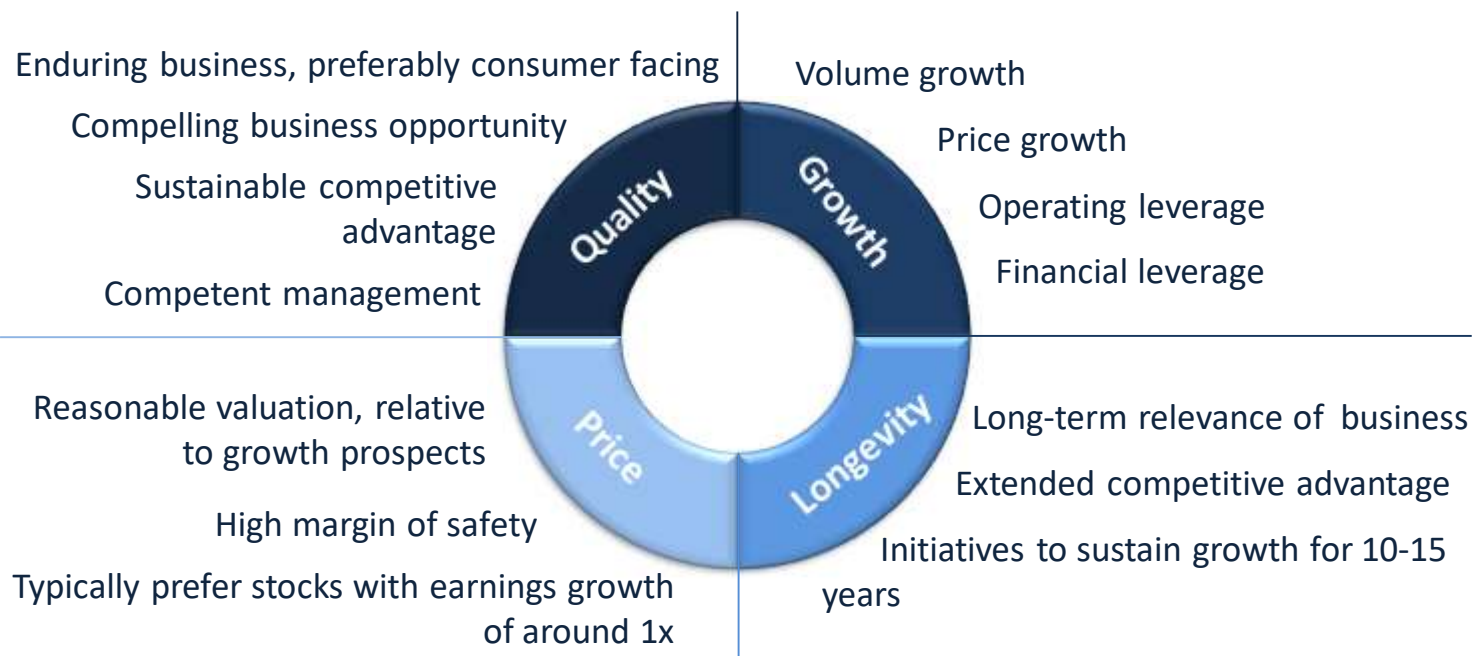 Enduring business, preferably consumer facing
Compelling business opportunity
Sustainable competitive
advantage
Competent management
Quality
Volume growth
Price growth
Operating leverage
Financial leverage
Growth
Reasonable valuation, relative
to growth prospects
High margin of safety
Typically prefer stocks with earnings growth
of around 1x
Price
Long-term relevance of business
Extended competitive advantage
Initiatives to sustain growth for 10-15
years
Longevity